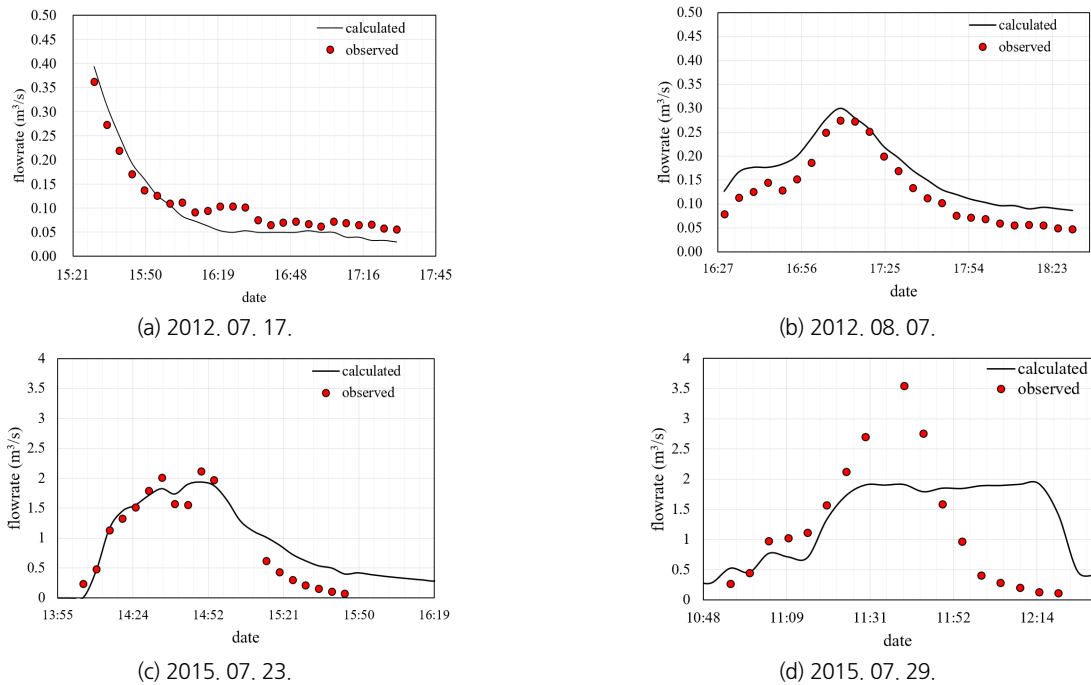 0.50
0.45
0.40
0.35
0.30
0.25
0.20
0.15
0.10
0.05
0.00
flowrate (m³/s)
calculated
observed
15:21 15:50 16:19 16:48 17:16 17:45
date
(a) 2012. 07. 17.
0.50
0.45
0.40
0.35
0.30
0.25
0.20
0.15
0.10
0.05
0.00
flowrate (m³/s)
calculated
observed
16:27 16:56 17:25 17:54 18:23
date
(b) 2012. 08. 07.
4
3.5
3
2.5
2
1.5
1
0.5
0
flowrate (m³/s)
calculated
observed
13:55 14:24 14:52 15:21 15:50 16:19
date
(c) 2015. 07. 23.
4
3.5
3
2.5
2
1.5
1
0.5
0
flowrate (m³/s)
calculated
observed
10:48 11:09 11:31 11:52 12:14
date
(d) 2015. 07. 29.